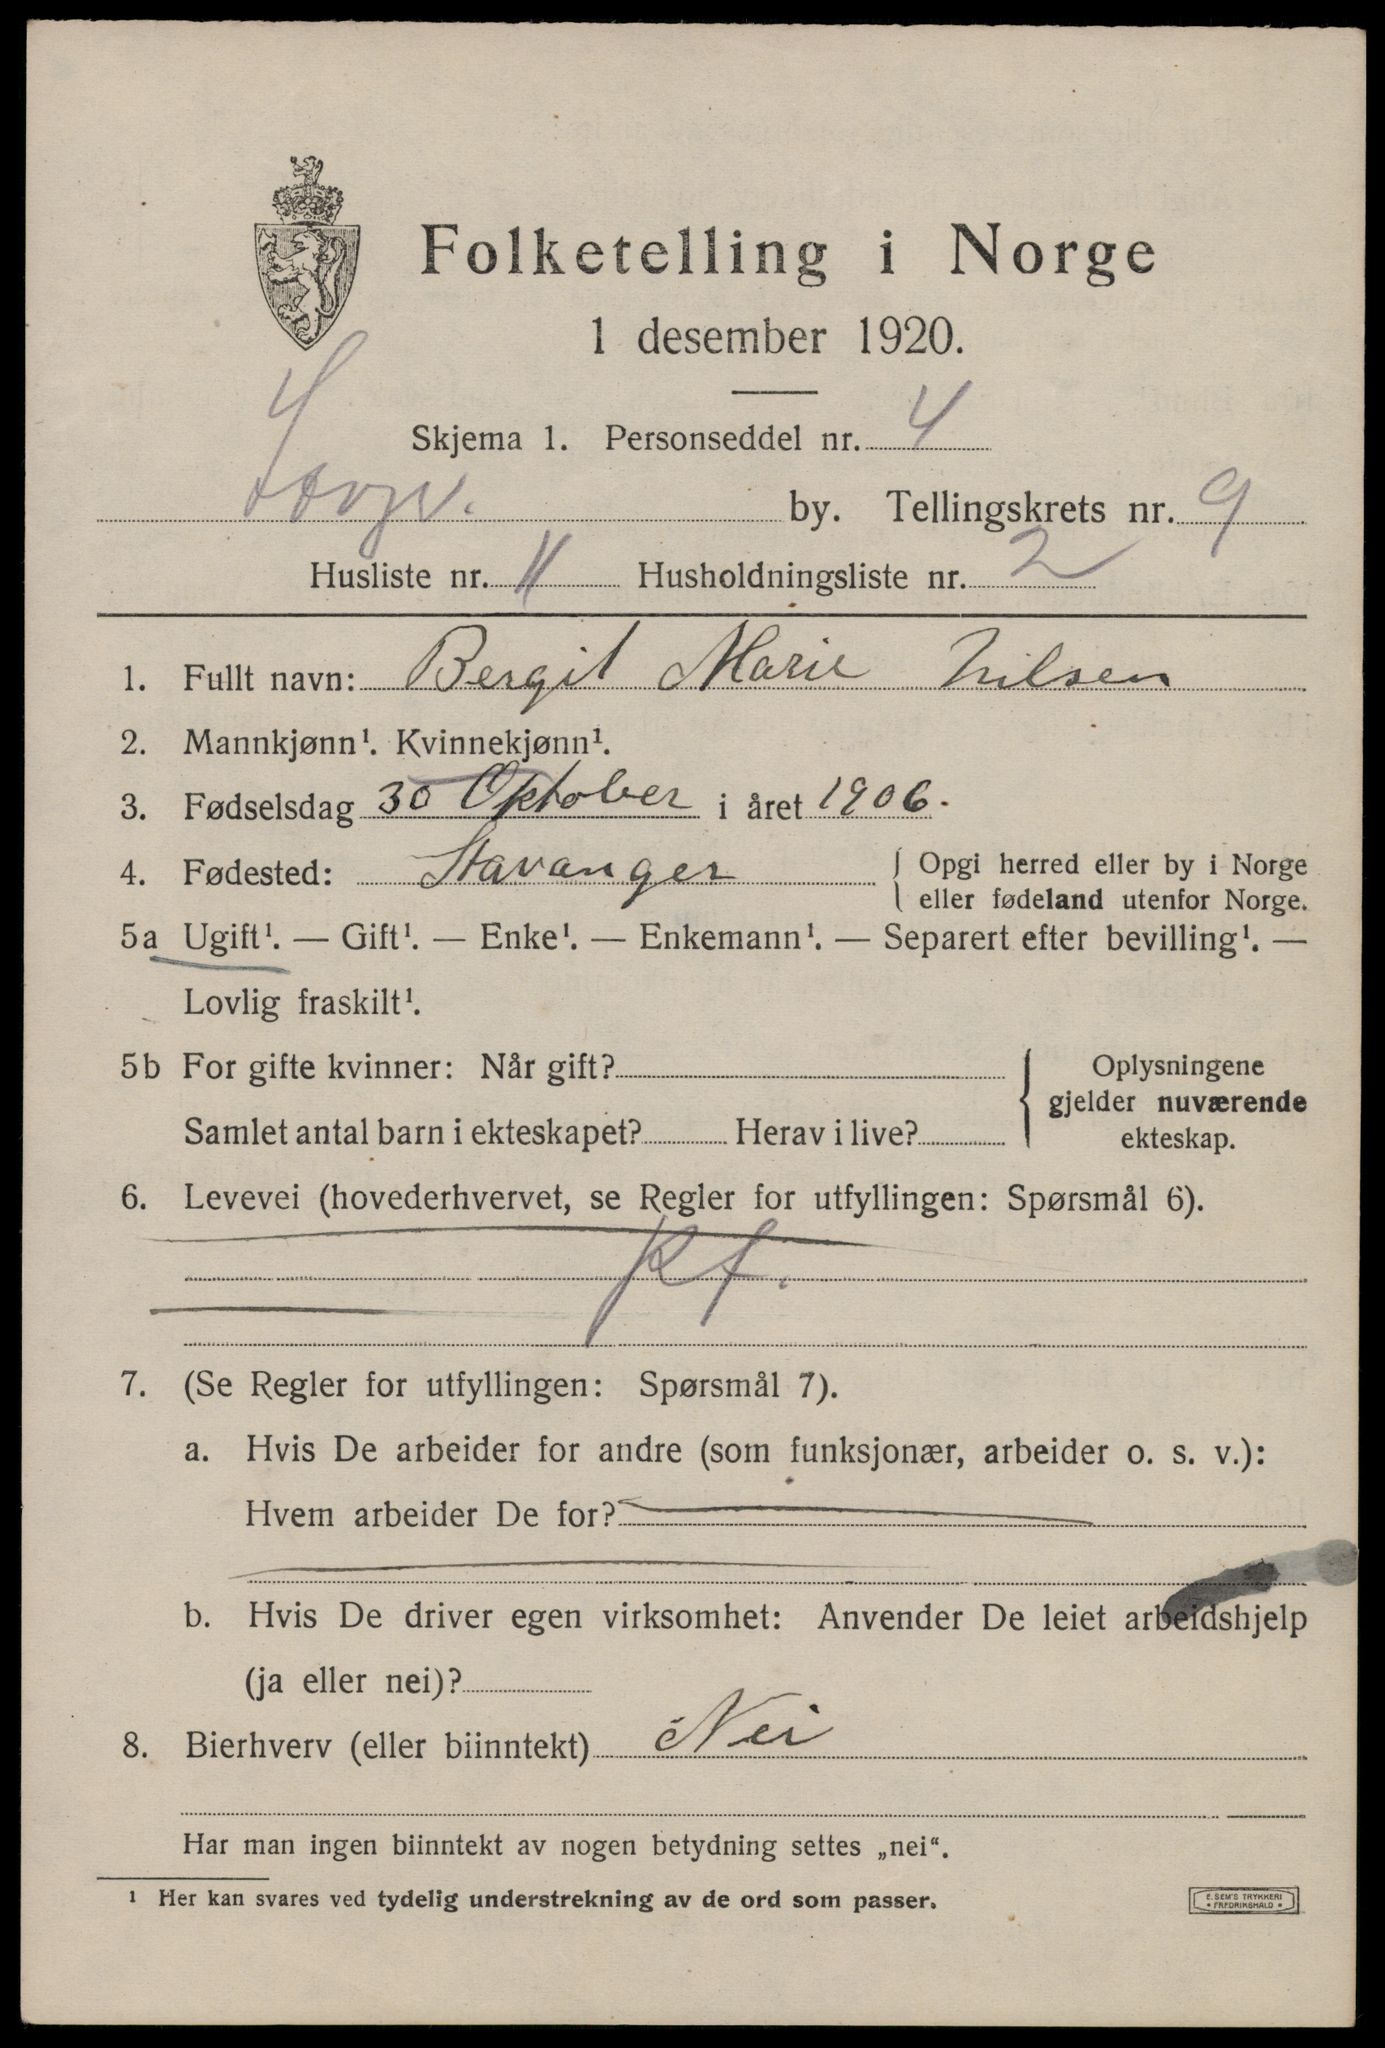 Folketelling i Norge
1 desember 1920.
Skjema 1. Personseddel nr. 4
by. Tellingskrets nr. 9
Husliste nr. 11 Husholdningsliste nr. 2
1. Fullt navn: Bergit Marie Nilsen
2. Mannkjønn¹. Kvinnekjønn¹.
3. Fødselsdag 30 Oktober i året 1906.
4. Fødested: Stavanger { Opgi herred eller by i Norge
eller fødeland utenfor Norge.
5a Ugift¹. — Gift¹. — Enke¹. — Enkemann¹. — Separert efter bevilling¹. —
Lovlig fraskilt¹.
5b For gifte kvinner: Når gift? { Oplysningene
gjelder nuværende
Samlet antal barn i ekteskapet? Herav i live?
ekteskap.
6. Levevei (hovederhvervet, se Regler for utfyllingen: Spørsmål 6).
Kf.
7. (Se Regler for utfyllingen: Spørsmål 7).
a. Hvis De arbeider for andre (som funksjonær, arbeider o. s. v.):
Hvem arbeider De for?
b. Hvis De driver egen virksomhet: Anvender De leiet arbeidshjelp
(ja eller nei)?
8. Bierhverv (eller biinntekt) Nei
Har man ingen biinntekt av nogen betydning settes „nei“.
¹ Her kan svares ved tydelig understrekning av de ord som passer.
E. SEM'S TRYKKERI
• FREDRIKSHALD •